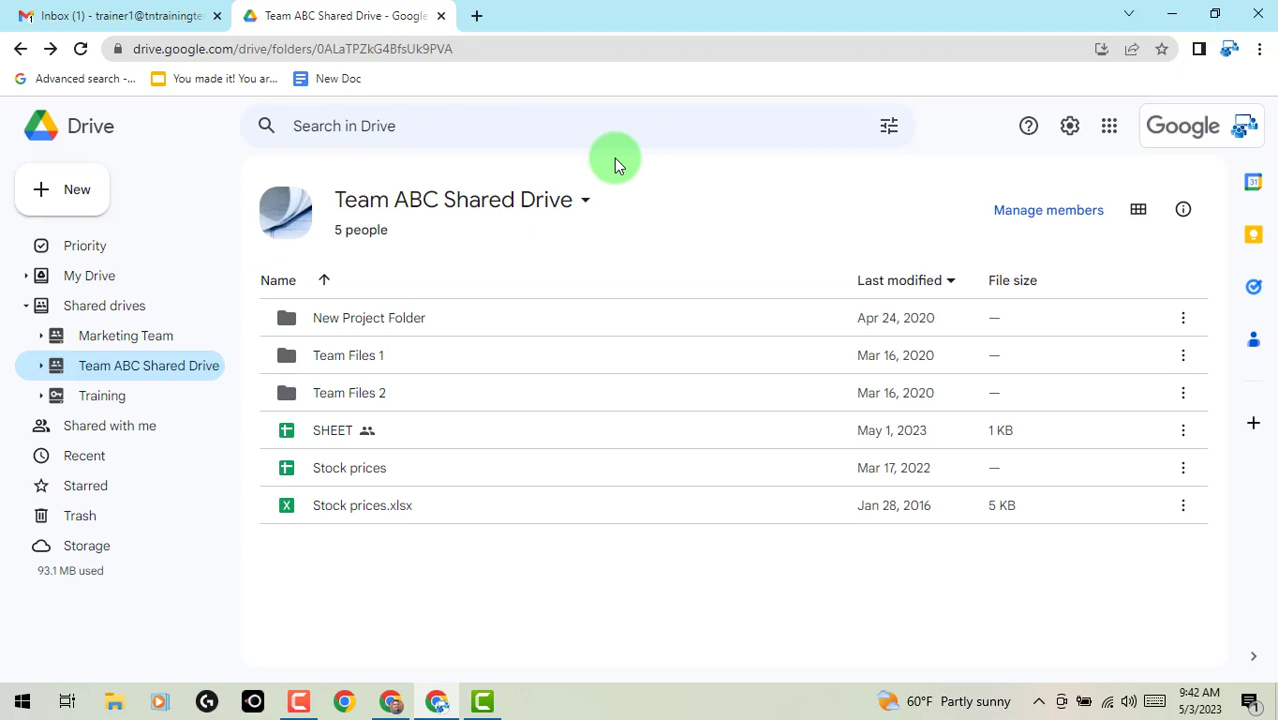 Inbox (1) - trainer1@tntrainingte
Team ABC Shared Drive - Google
drive.google.com/drive/folders/0ALaTPZkG4BfsUk9PVA
Advanced search -...
You made it! You ar...
New Doc
Drive
Search in Drive
Google
New
Team ABC Shared Drive
5 people
Manage members
Priority
My Drive
Shared drives
Marketing Team
Team ABC Shared Drive
Training
Shared with me
Recent
Starred
Trash
Storage
93.1 MB used
Name Last modified File size
New Project Folder Apr 24, 2020 —
Team Files 1 Mar 16, 2020 —
Team Files 2 Mar 16, 2020 —
SHEET May 1, 2023 1 KB
Stock prices Mar 17, 2022 —
Stock prices.xlsx Jan 28, 2016 5 KB
31
60°F Partly sunny
9:42 AM
5/3/2023
1